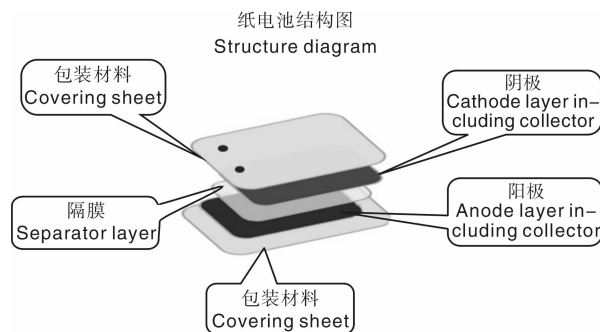 纸电池结构图
Structure diagram
包装材料
Covering sheet
阴极
Cathode layer in-
cluding collector
隔膜
Separator layer
阳极
Anode layer in-
cluding collector
包装材料
Covering sheet